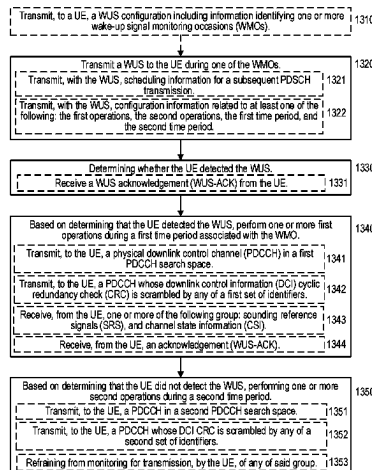 Transmit, to a UE, a WUS configuration including information identifying one or more
wake-up signal monitoring occasions (WMOs).
1310
Transmit a WUS to the UE during one of the WMOs.
1320
Transmit, with the WUS, scheduling information for a subsequent PDSCH
transmission.
1321
Transmit, with the WUS, configuration information related to at least one of the
following: the first operations, the second operations, the first time period, and
the second time period.
1322
Determining whether the UE detected the WUS.
1330
Receive a WUS acknowledgement (WUS-ACK) from the UE.
1331
Based on determining that the UE detected the WUS, perform one or more first
operations during a first time period associated with the WMO.
1340
Transmit, to the UE, a physical downlink control channel (PDCCH) in a first
PDCCH search space.
1341
Transmit, to the UE, a PDCCH whose downlink control information (DCI) cyclic
redundancy check (CRC) is scrambled by any of a first set of identifiers.
1342
Receive, from the UE, one or more of the following group: sounding reference
signals (SRS), and channel state information (CSI).
1343
Receive, from the UE, an acknowledgement (WUS-ACK).
1344
Based on determining that the UE did not detect the WUS, performing one or more
second operations during a second time period.
1350
Transmit, to the UE, a PDCCH in a second PDCCH search space.
1351
Transmit, to the UE, a PDCCH whose DCI CRC is scrambled by any of a
second set of identifiers.
1352
Refraining from monitoring for transmission, by the UE, of any of said group.
1353